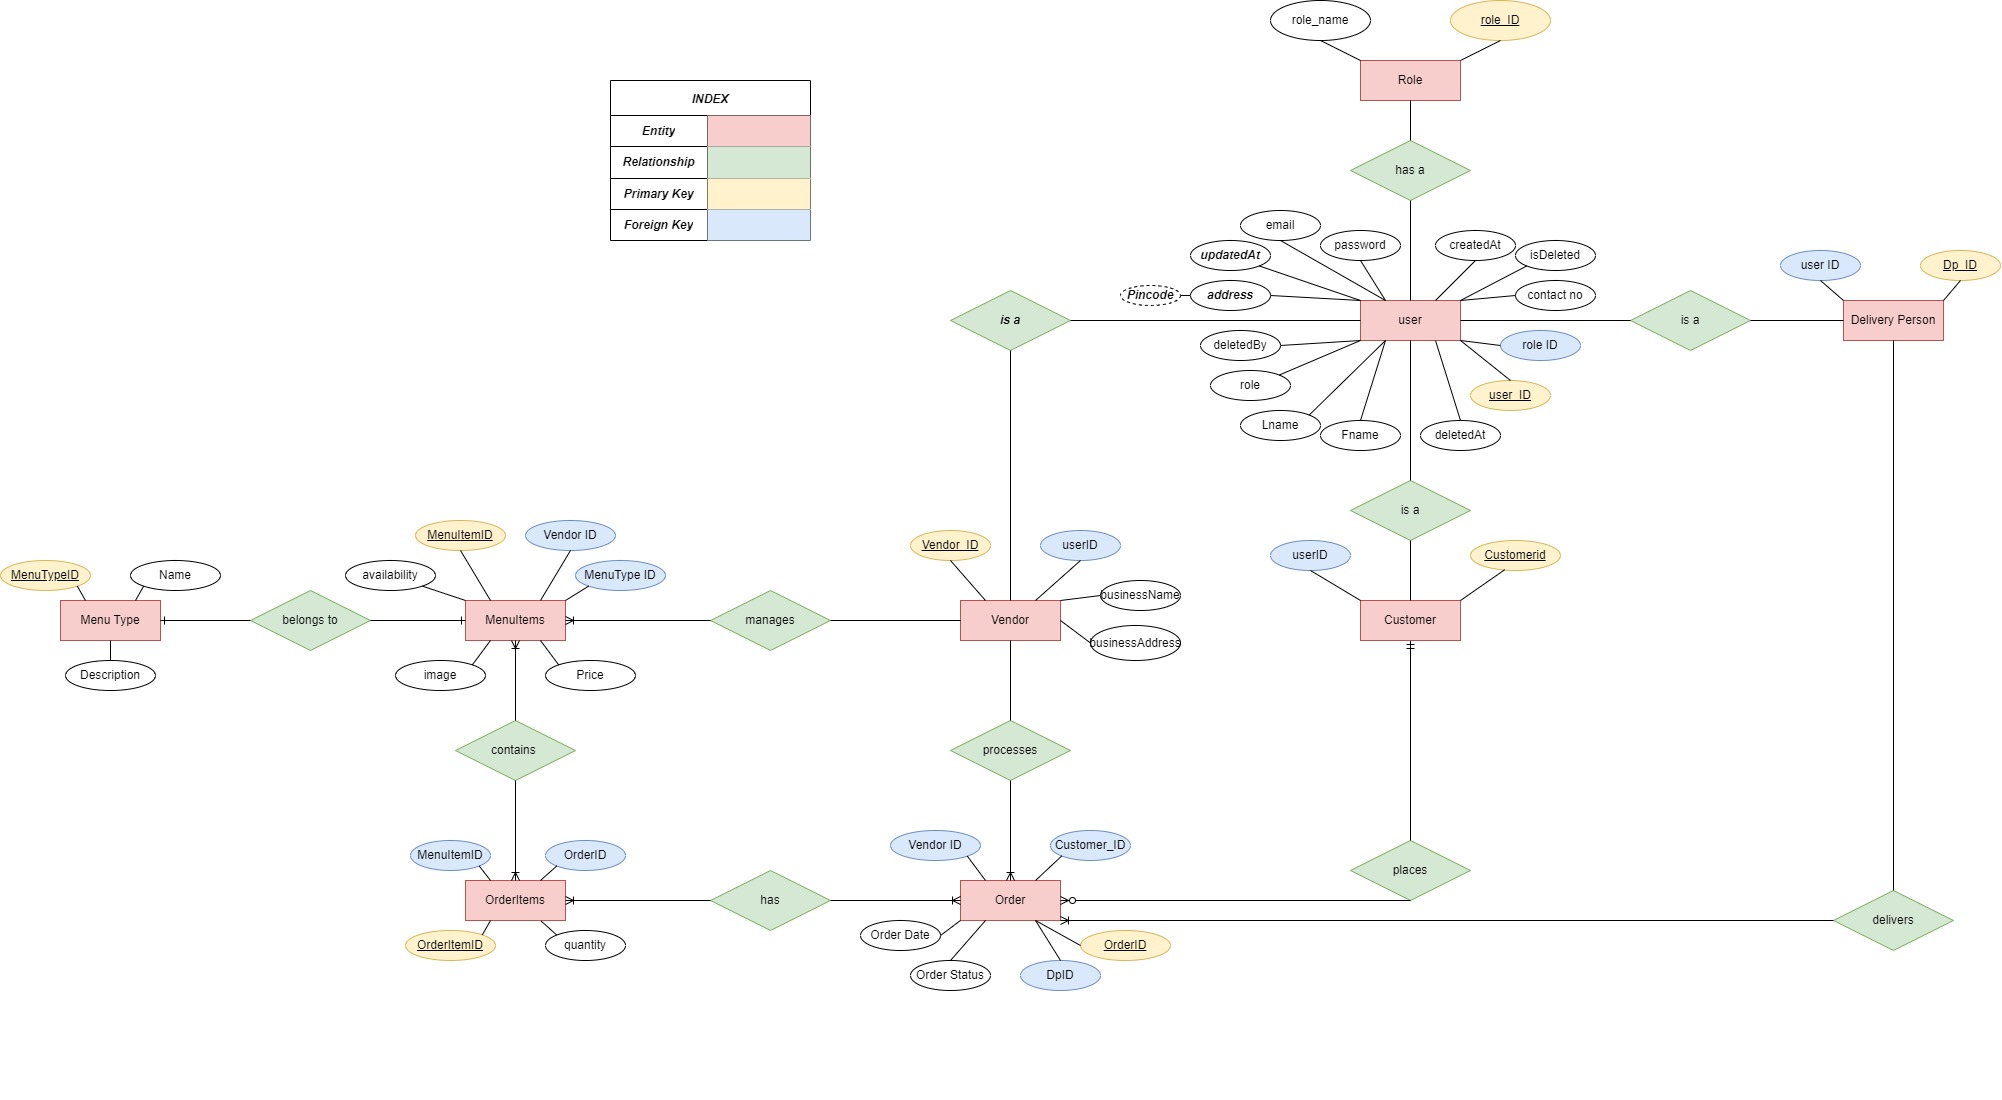 role_name
role_ID
Role
INDEX
Entity
Relationship
Primary Key
Foreign Key
has a
email
password
createdAt
updatedAt
isDeleted
Pincode
address
contact no
user ID
Dp_ID
is a
user
is a
Delivery Person
deletedBy
role ID
role
user_ID
Lname
Fname
deletedAt
is a
MenuItemID
Vendor ID
Vendor_ID
userID
userID
Customerid
MenuTypeID
Name
availability
MenuType ID
businessName
Menu Type
belongs to
MenuItems
manages
Vendor
Customer
businessAddress
Description
image
Price
contains
processes
MenuItemID
OrderID
Vendor ID
Customer_ID
places
OrderItems
has
Order
delivers
OrderItemID
quantity
Order Date
OrderID
Order Status
DpID